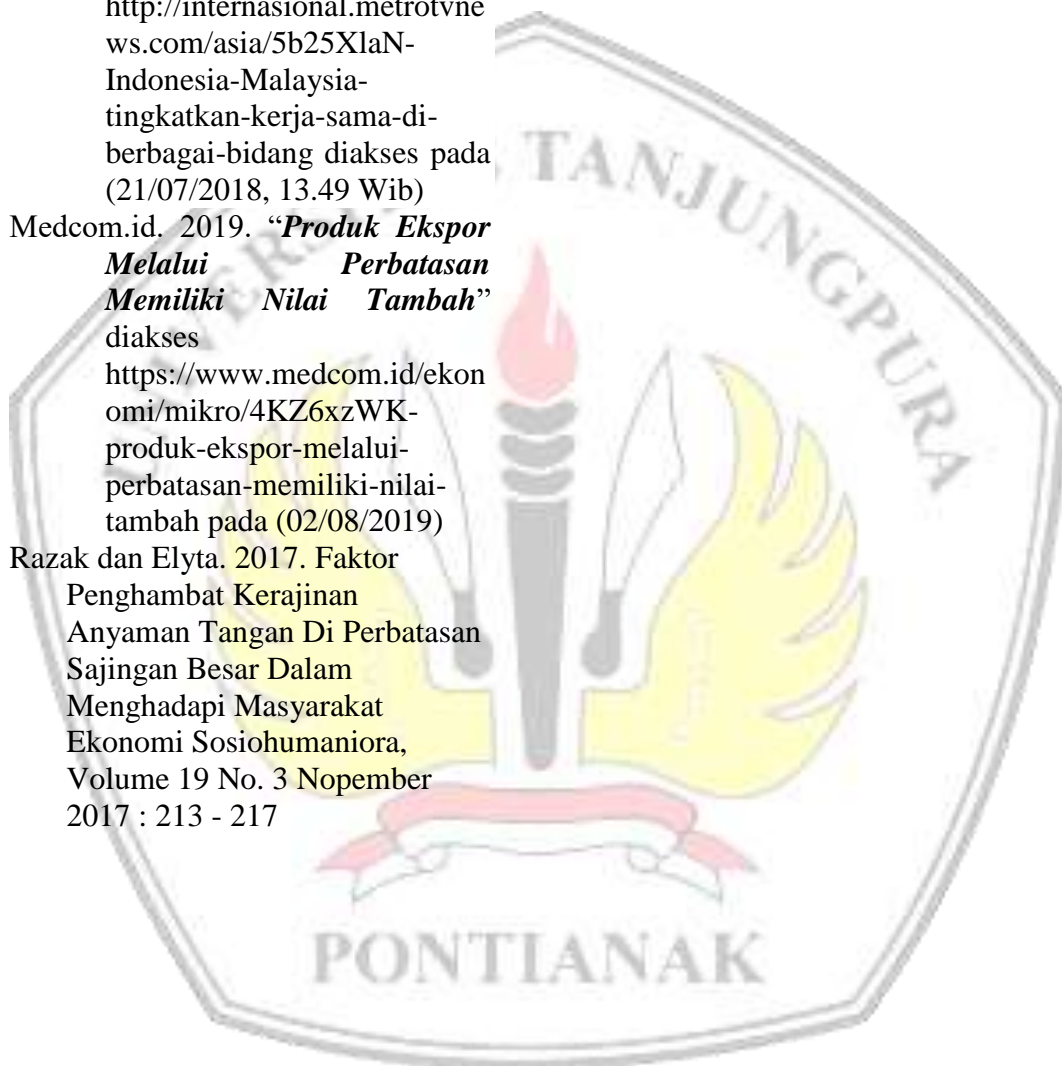 http://internasional.metrotvne
ws.com/asia/5b25XlaN-
Indonesia-Malaysia-
tingkatkan-kerja-sama-di-
berbagai-bidang diakses pada
(21/07/2018, 13.49 Wib)
Medcom.id. 2019. “Produk Ekspor
Melalui Perbatasan
Memiliki Nilai Tambah”
diakses
https://www.medcom.id/ekon
omi/mikro/4KZ6xzWK-
produk-ekspor-melalui-
perbatasan-memiliki-nilai-
tambah pada (02/08/2019)
Razak dan Elyta. 2017. Faktor
Penghambat Kerajinan
Anyaman Tangan Di Perbatasan
Sajingan Besar Dalam
Menghadapi Masyarakat
Ekonomi Sosiohumaniora,
Volume 19 No. 3 Nopember
2017 : 213 - 217
TANJUNGPURA
PONTIANAK